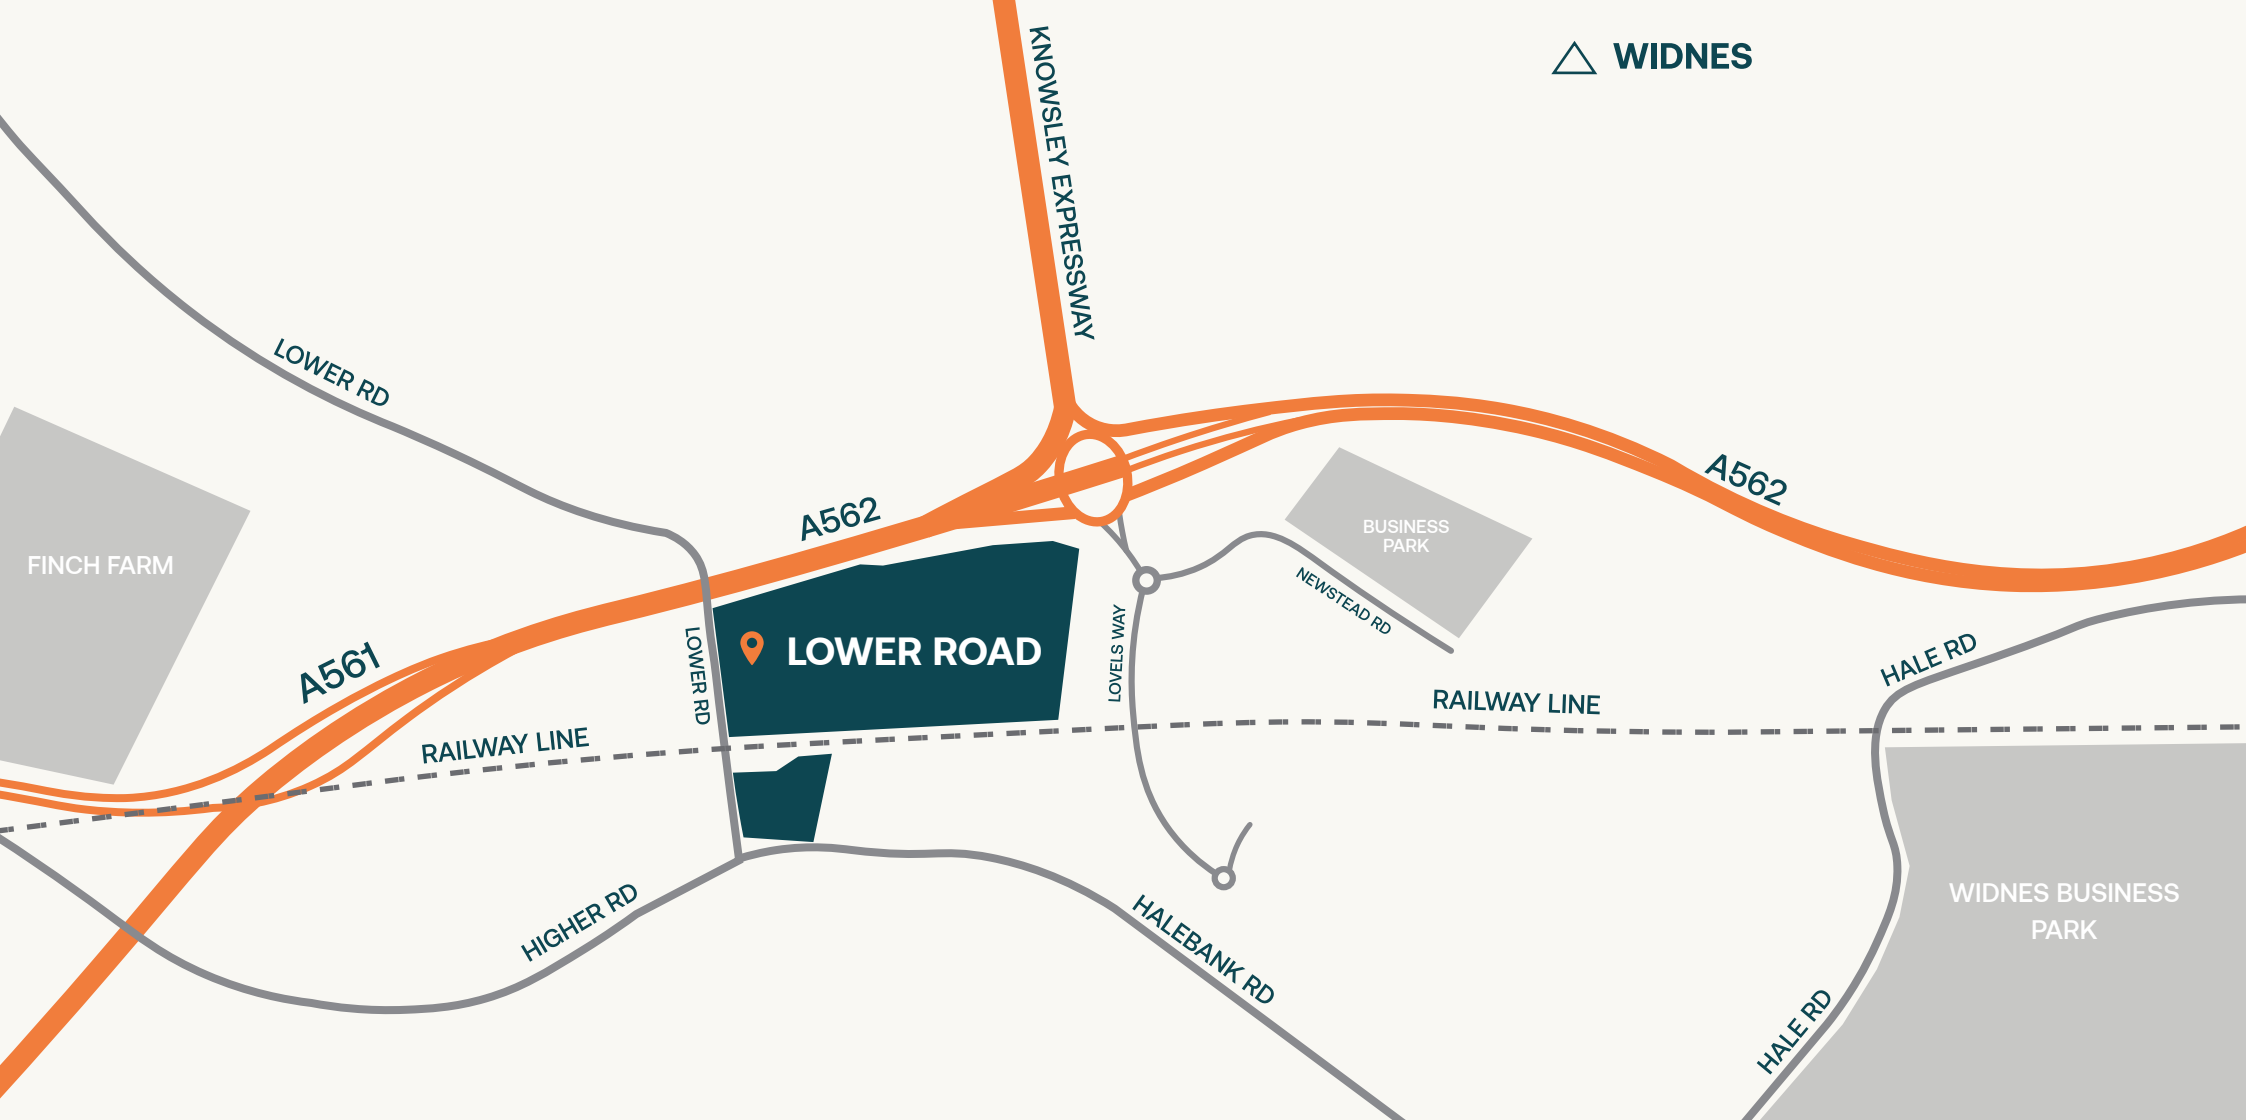 KNOWSLEY EXPRESSWAY
WIDNES
LOWER RD
A562
A562
BUSINESS
PARK
FINCH FARM
NEWSTEAD RD
A561
LOWER RD
LOWER ROAD
LOVELS WAY
HALE RD
RAILWAY LINE
RAILWAY LINE
HIGHER RD
HALEBANK RD
WIDNES BUSINESS
PARK
HALE RD